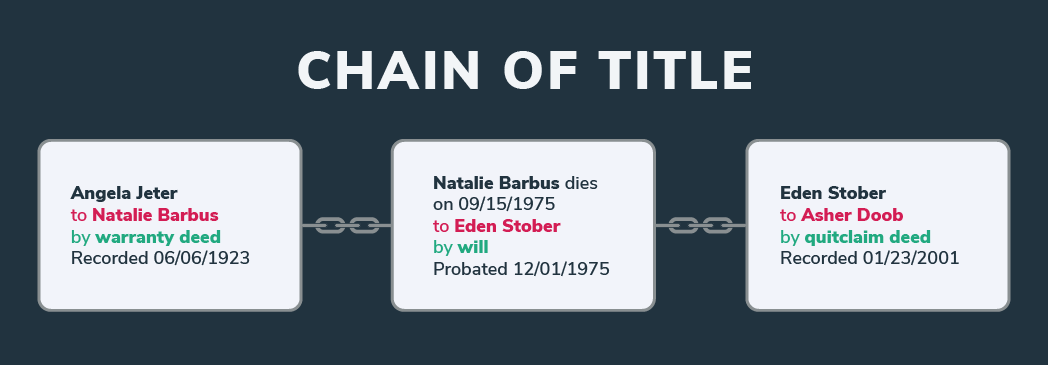 CHAIN OF TITLE
Angela Jeter
to Natalie Barbus
by warranty deed
Recorded 06/06/1923
Natalie Barbus dies
on 09/15/1975
to Eden Stober
by will
Probated 12/01/1975
Eden Stober
to Asher Doob
by quitclaim deed
Recorded 01/23/2001